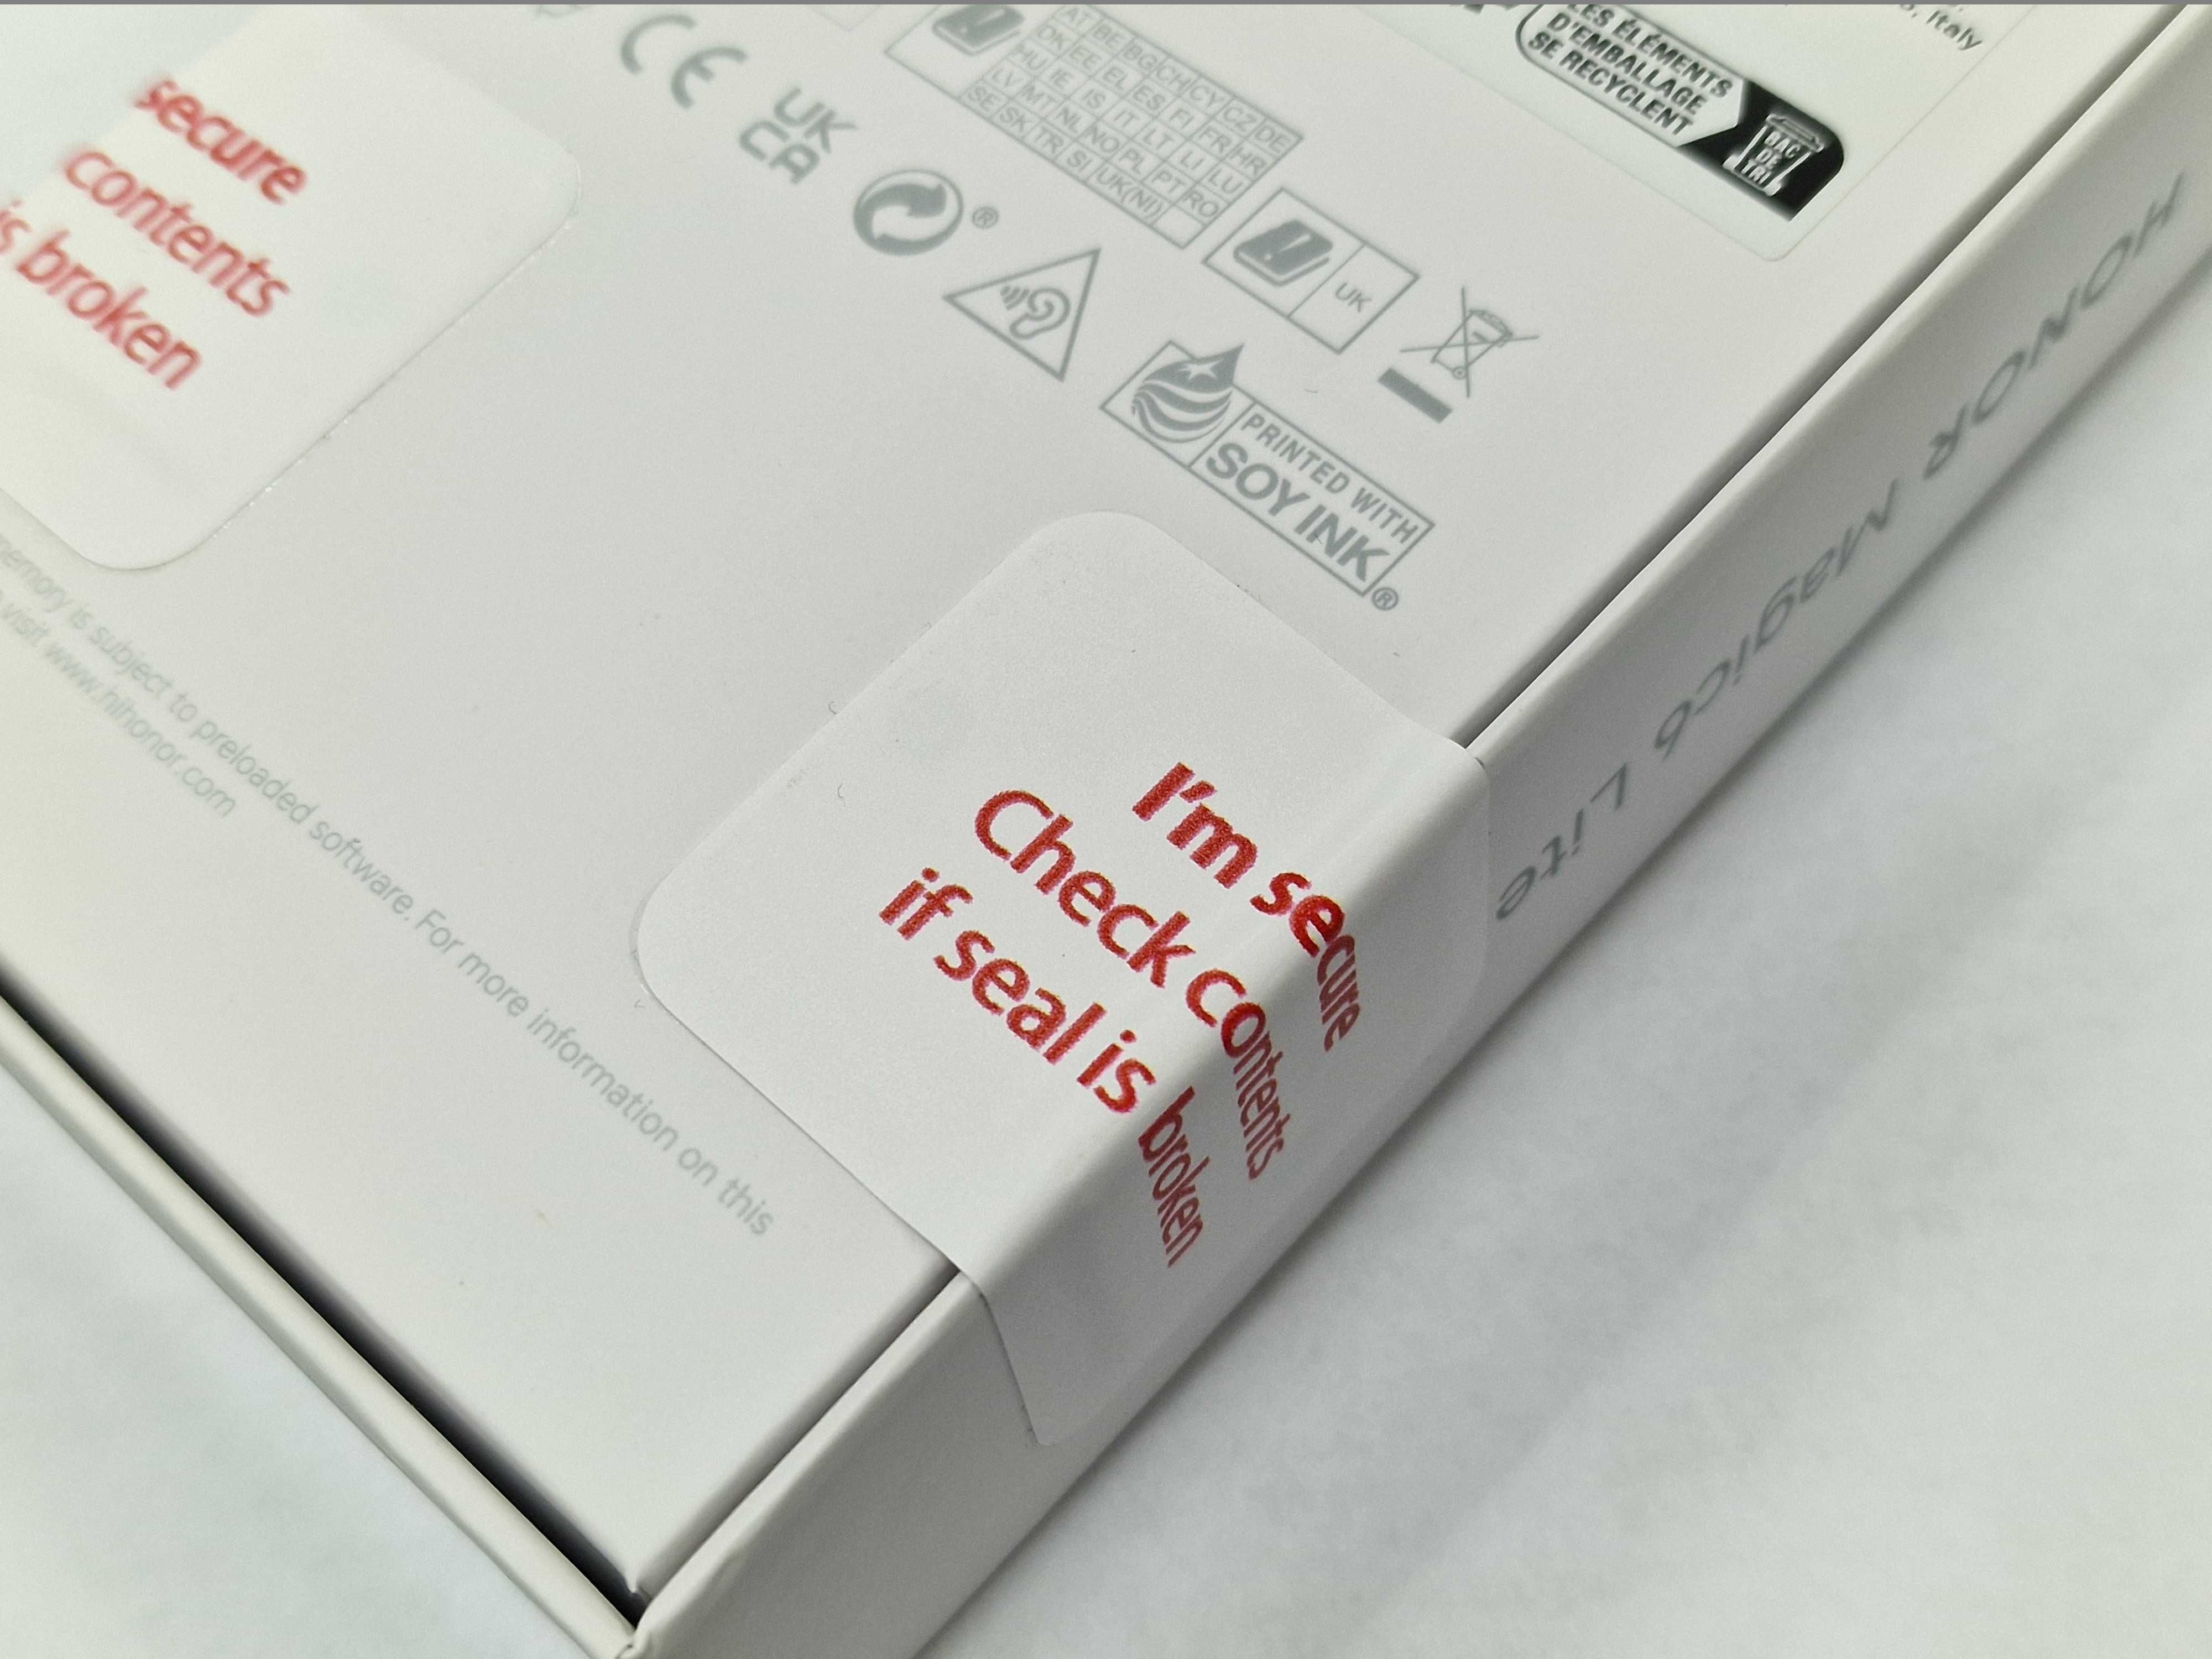 secure
contents
is broken
CE
UK
CA
AT BE BG CH CY CZ DE
DK EE EL ES FI FR HR
HU IE IS IT LT LI LU
LV MT NL NO PL PT RO
SE SK TR SI UK(NI)
UK
®
PRINTED WITH
SOY INK
®
LES ÉLÉMENTS
D'EMBALLAGE
SE RECYCLENT
BAC
DE
TRI
Italy
HONOR Magic6 Lite
I'm secure
Check contents
if seal is broken
memory is subject to preloaded software. For more information on this
visit www.hihonor.com